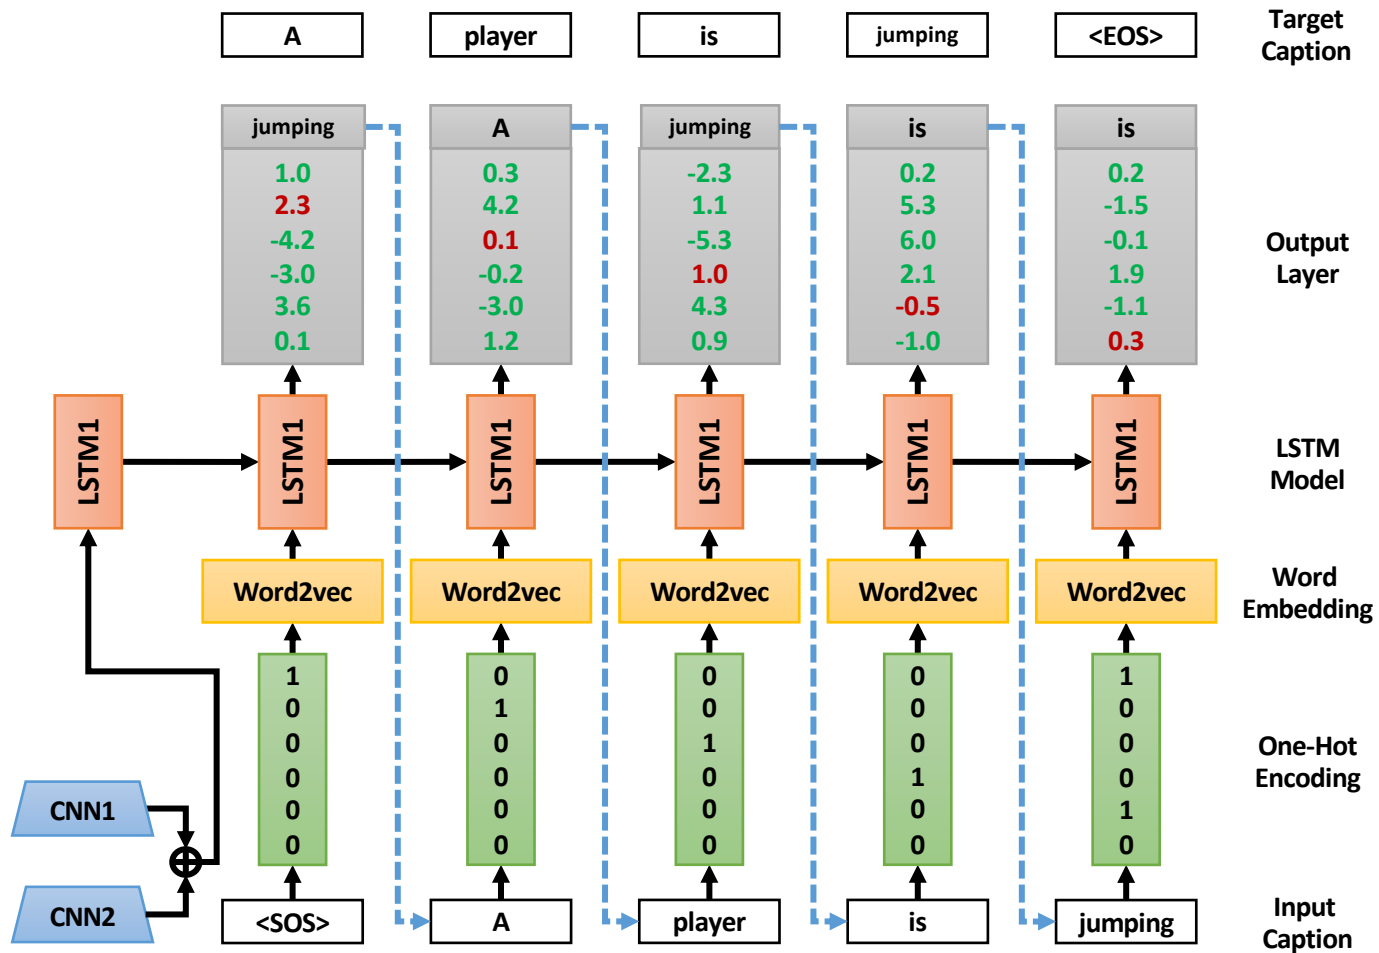 A player is jumping <EOS> Target
Caption
jumping A jumping is is
1.0 0.3 -2.3 0.2 0.2
2.3 4.2 1.1 5.3 -1.5
-4.2 0.1 -5.3 6.0 -0.1
-3.0 -0.2 1.0 2.1 1.9
3.6 -3.0 4.3 -0.5 -1.1
0.1 1.2 0.9 -1.0 0.3
Output
Layer
LSTM1 LSTM1 LSTM1 LSTM1 LSTM1 LSTM1
LSTM
Model
Word2vec Word2vec Word2vec Word2vec Word2vec
Word
Embedding
1 0 0 0 1
0 1 0 0 0
0 0 1 0 0
0 0 0 1 0
0 0 0 0 1
0 0 0 0 0
One-Hot
Encoding
CNN1
CNN2
<SOS> A player is jumping
Input
Caption